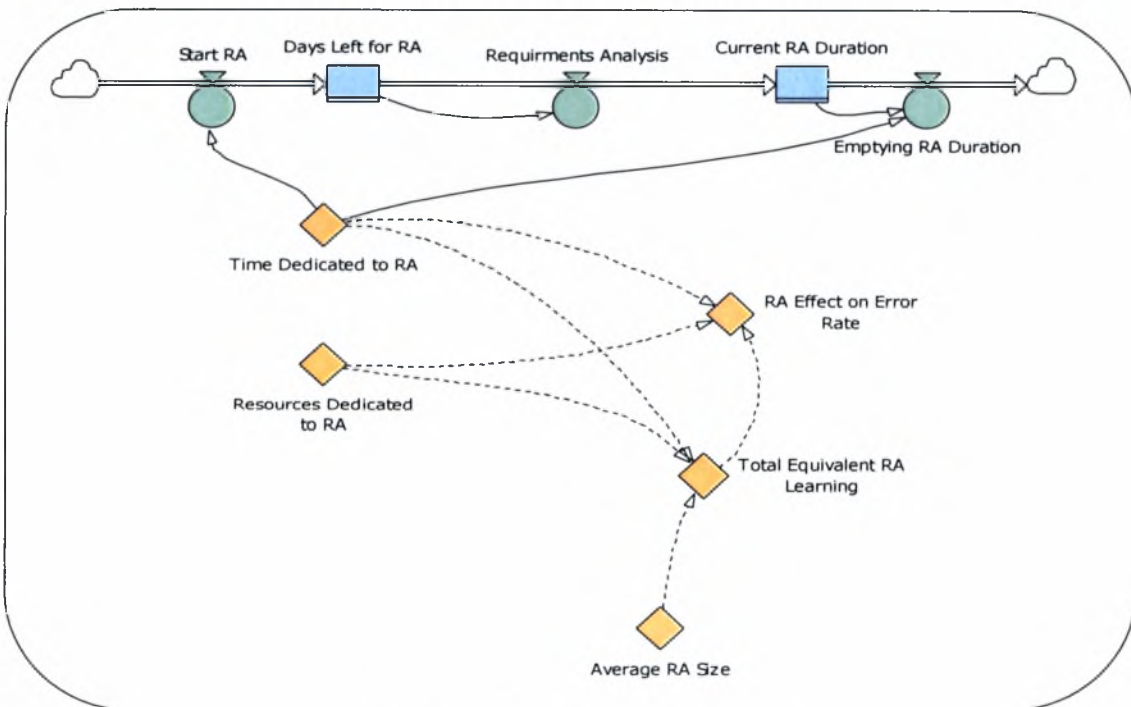 Start RA
Days Left for RA
Requirments Analysis
Current RA Duration
Emptying RA Duration
Time Dedicated to RA
RA Effect on Error
Rate
Resources Dedicated
to RA
Total Equivalent RA
Learning
Average RA Size